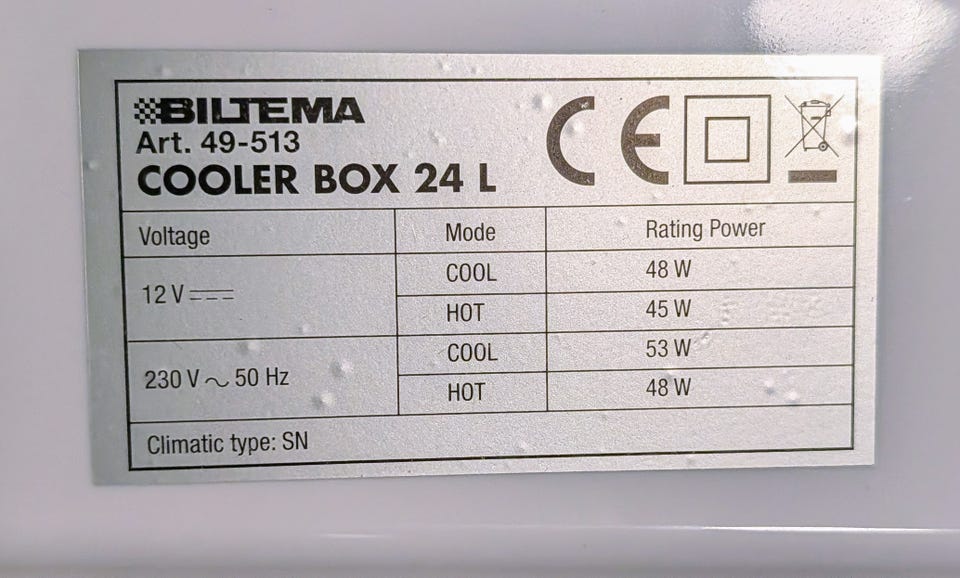 BILTEMA
Art. 49-513
COOLER BOX 24 L
CE
Voltage Mode Rating Power
12 V COOL 48 W
HOT 45 W
230 V ~ 50 Hz COOL 53 W
HOT 48 W
Climatic type: SN